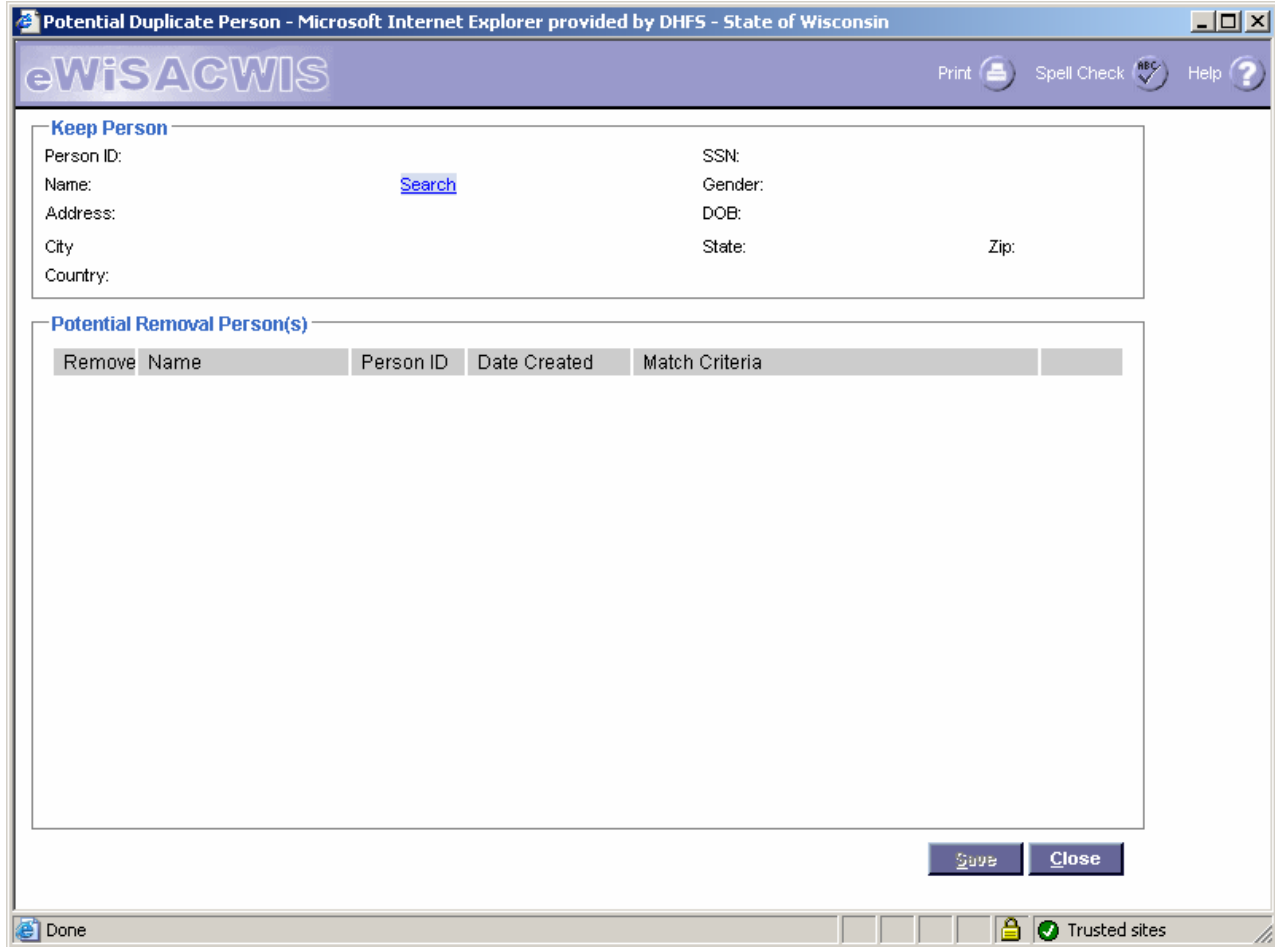 Potential Duplicate Person - Microsoft Internet Explorer provided by DHFS - State of Wisconsin
eWiSACWIS Print Spell Check ABC Help ?
Keep Person
Person ID: SSN:
Name: Search Gender:
Address: DOB:
City State: Zip:
Country:
Potential Removal Person(s)
Remove Name Person ID Date Created Match Criteria
Save Close
Done Trusted sites